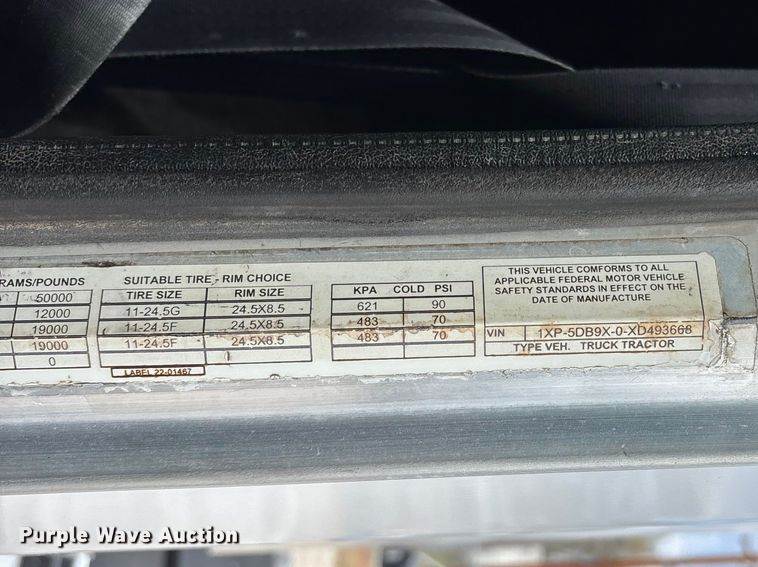 RAMS/POUNDS
50000
12000
19000
19000
0
SUITABLE TIRE - RIM CHOICE
TIRE SIZE RIM SIZE
11-24.5G 24.5X8.5
11-24.5F 24.5X8.5
11-24.5F 24.5X8.5
LABEL 22-01467
KPA COLD PSI
621 90
483 70
483 70
THIS VEHICLE COMFORMS TO ALL
APPLICABLE FEDERAL MOTOR VEHICLE
SAFETY STANDARDS IN EFFECT ON THE
DATE OF MANUFACTURE
VIN 1XP-5DB9X-0-XD493668
TYPE VEH. TRUCK TRACTOR
Purple Wave Auction